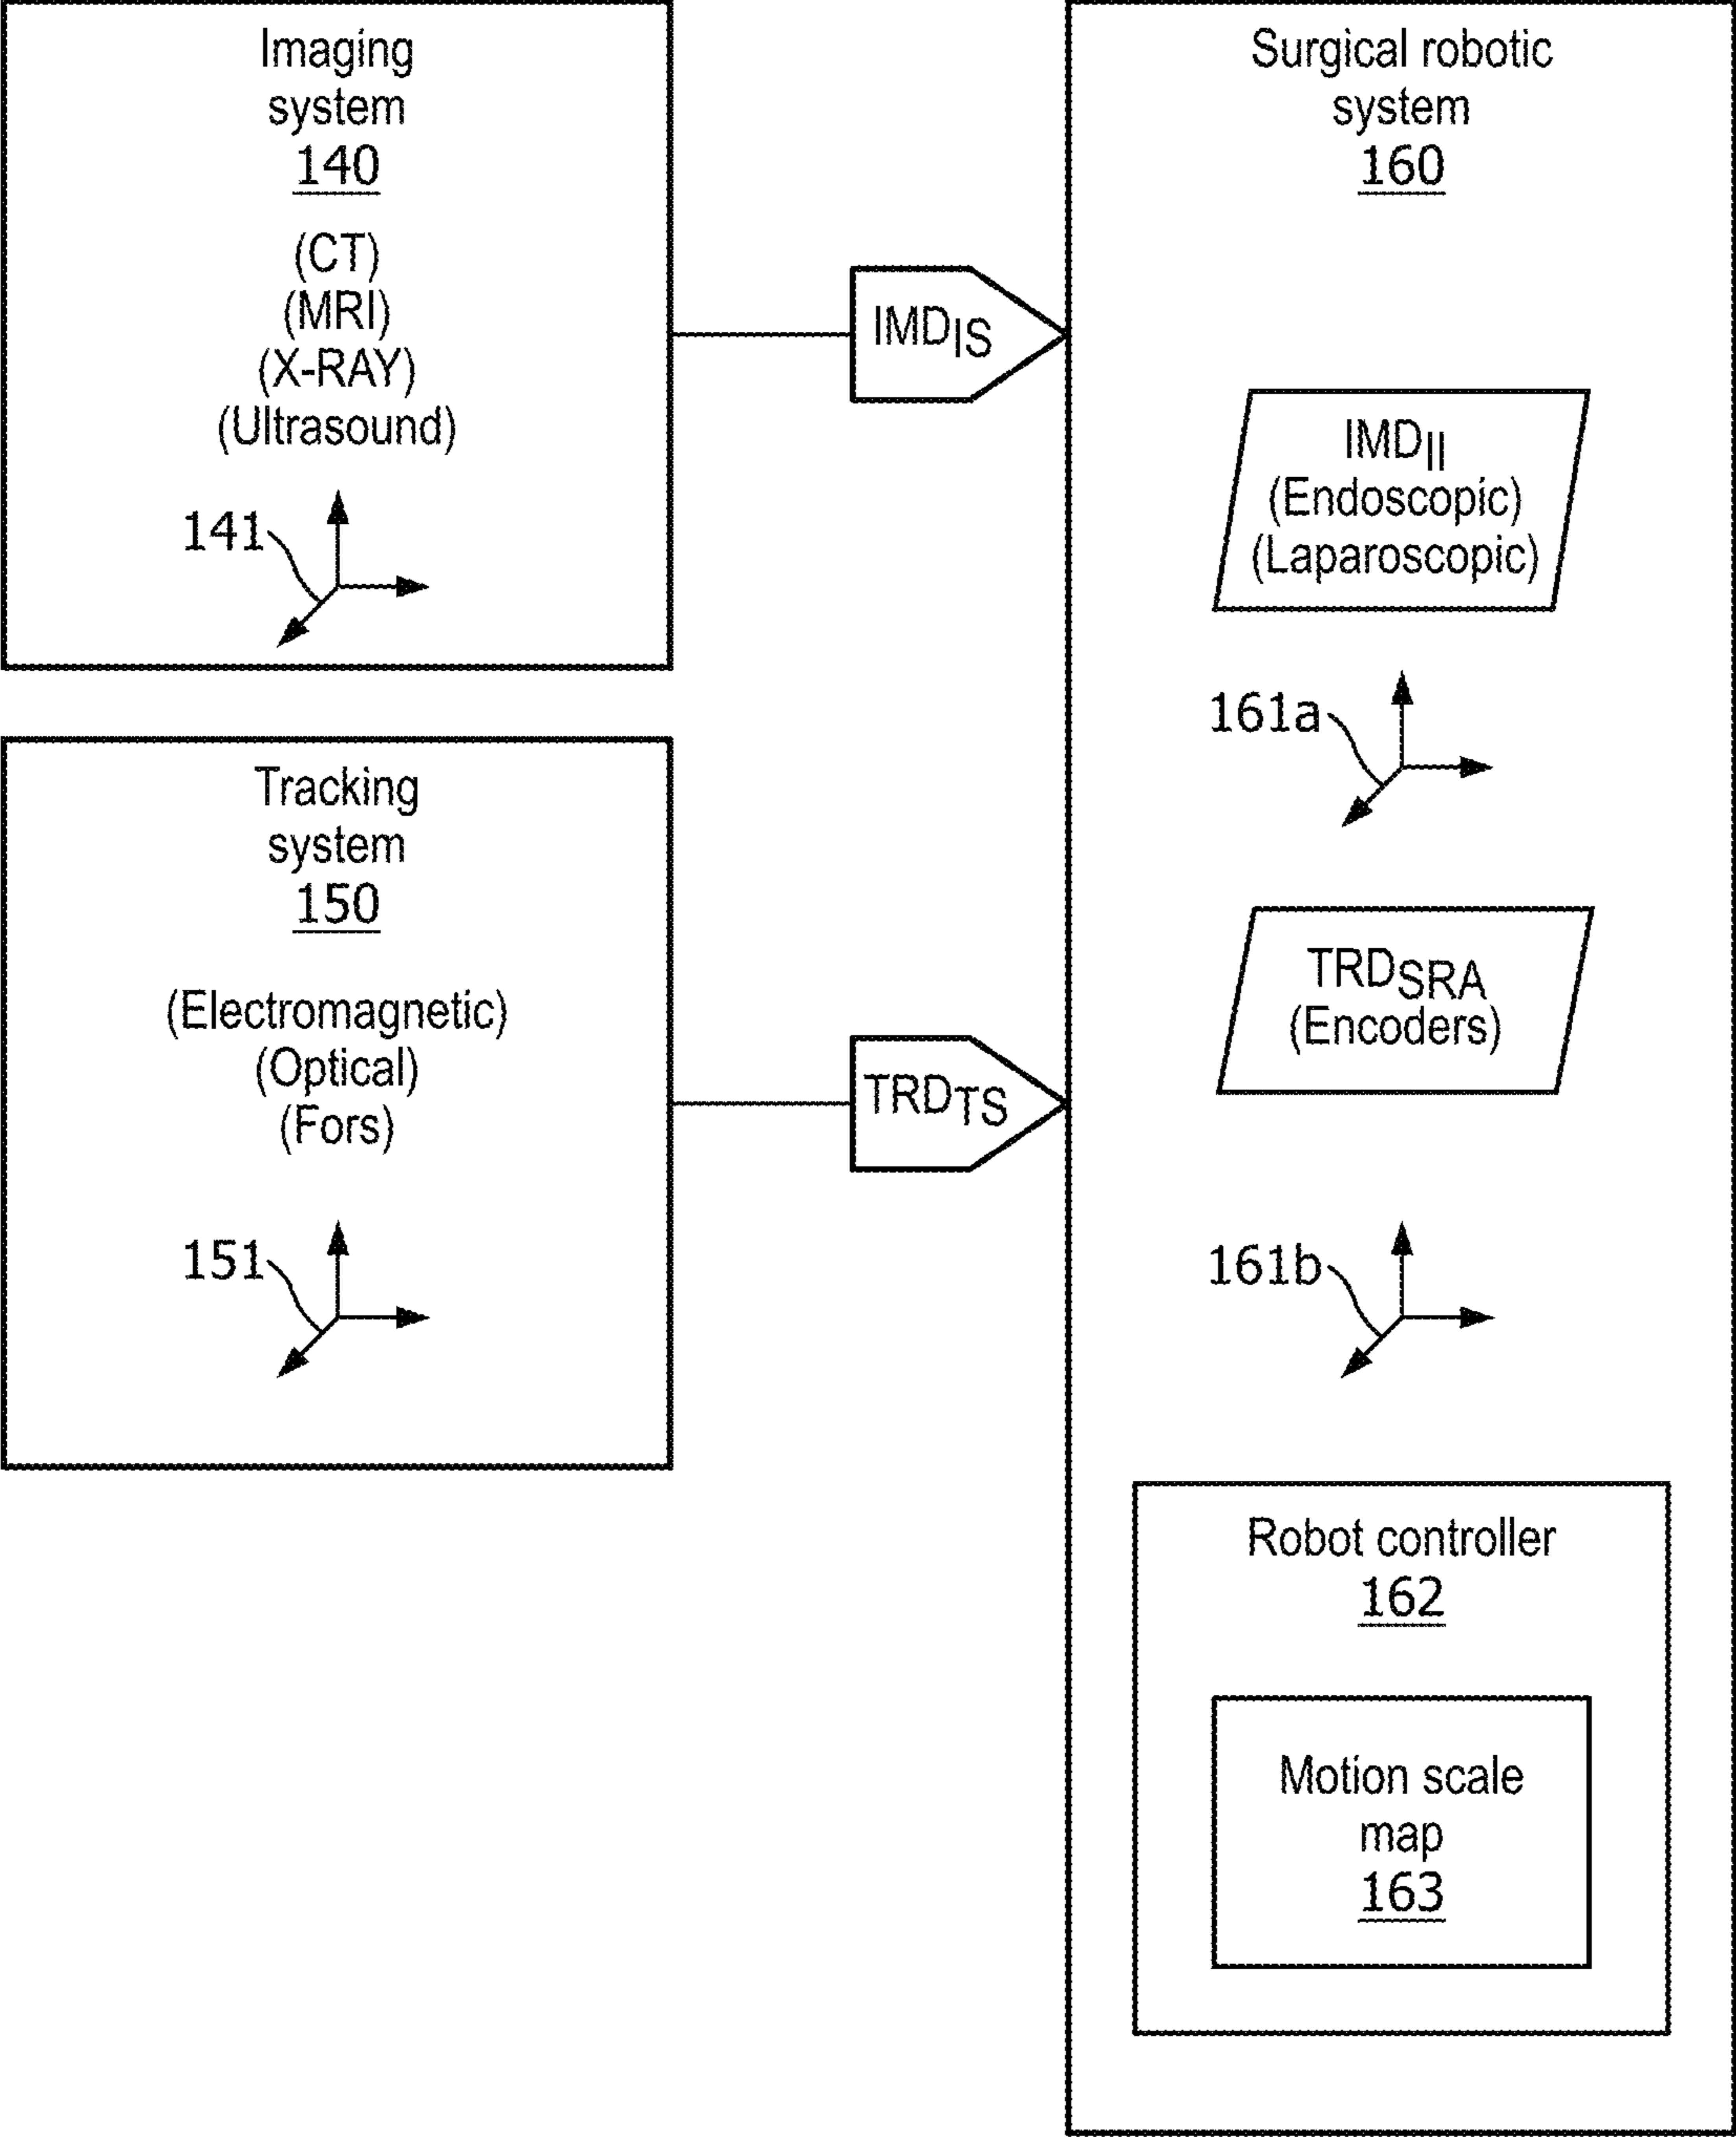 Imaging
system
140
(CT)
(MRI)
(X-RAY)
(Ultrasound)
141
Tracking
system
150
(Electromagnetic)
(Optical)
(Fors)
151
IMDIS
TRDTS
Surgical robotic
system
160
IMDII
(Endoscopic)
(Laparoscopic)
161a
TRDSRA
(Encoders)
161b
Robot controller
162
Motion scale
map
163